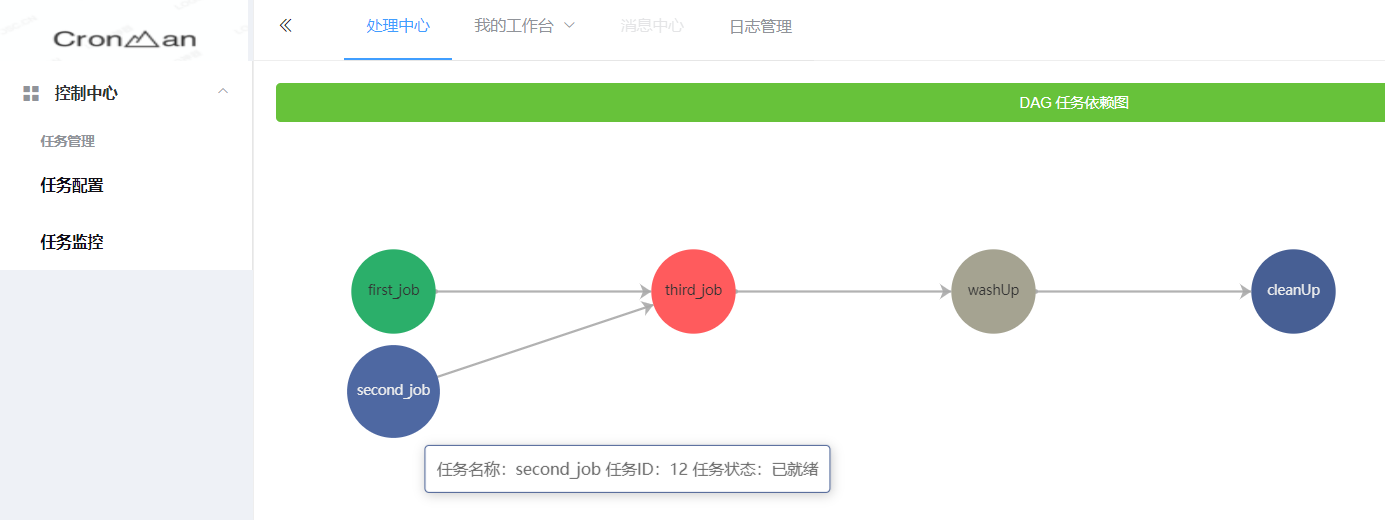 CronMan
处理中心
我的工作台
消息中心
日志管理
控制中心
任务管理
任务配置
任务监控
DAG 任务依赖图
first_job
third_job
washUp
cleanUp
second_job
任务名称：second_job 任务ID：12 任务状态：已就绪